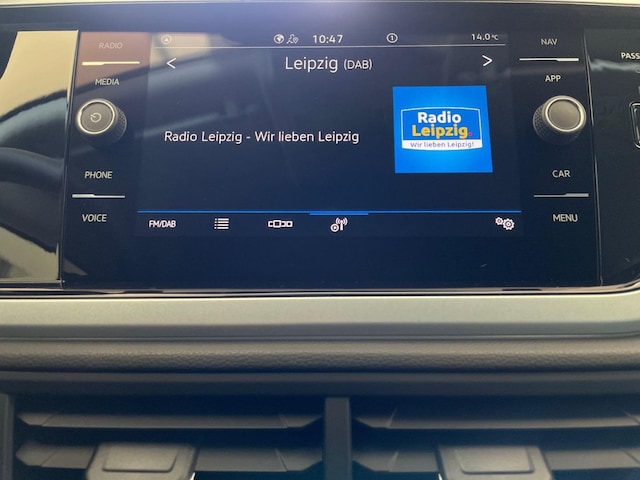 RADIO
10:47
14.0°C
NAV
MEDIA
< Leipzig (DAB) >
APP
PASS
Radio Leipzig - Wir lieben Leipzig
Radio
Leipzig
Wir lieben Leipzig!
PHONE
CAR
VOICE
FM/DAB
MENU